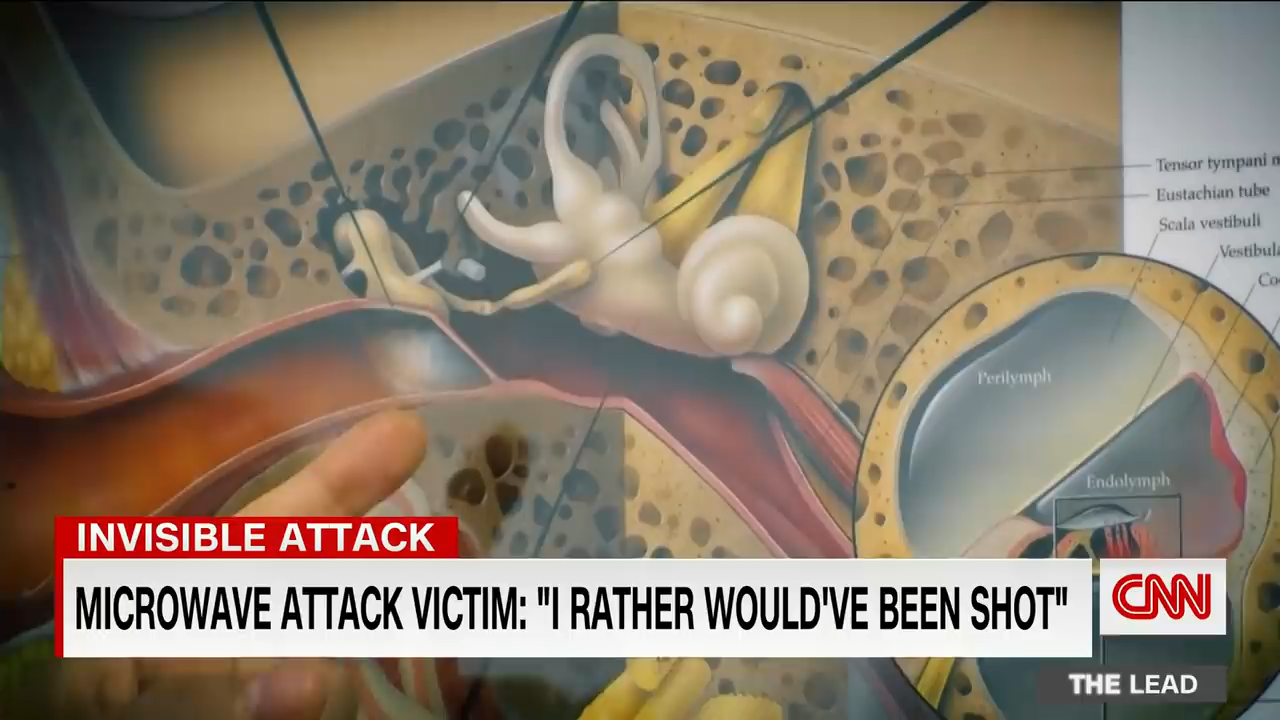 Tensor tympani
Eustachian tube
Scala vestibuli
Perilymph
Endolymph
INVISIBLE ATTACK
MICROWAVE ATTACK VICTIM: "I RATHER WOULD'VE BEEN SHOT"
CNN
THE LEAD